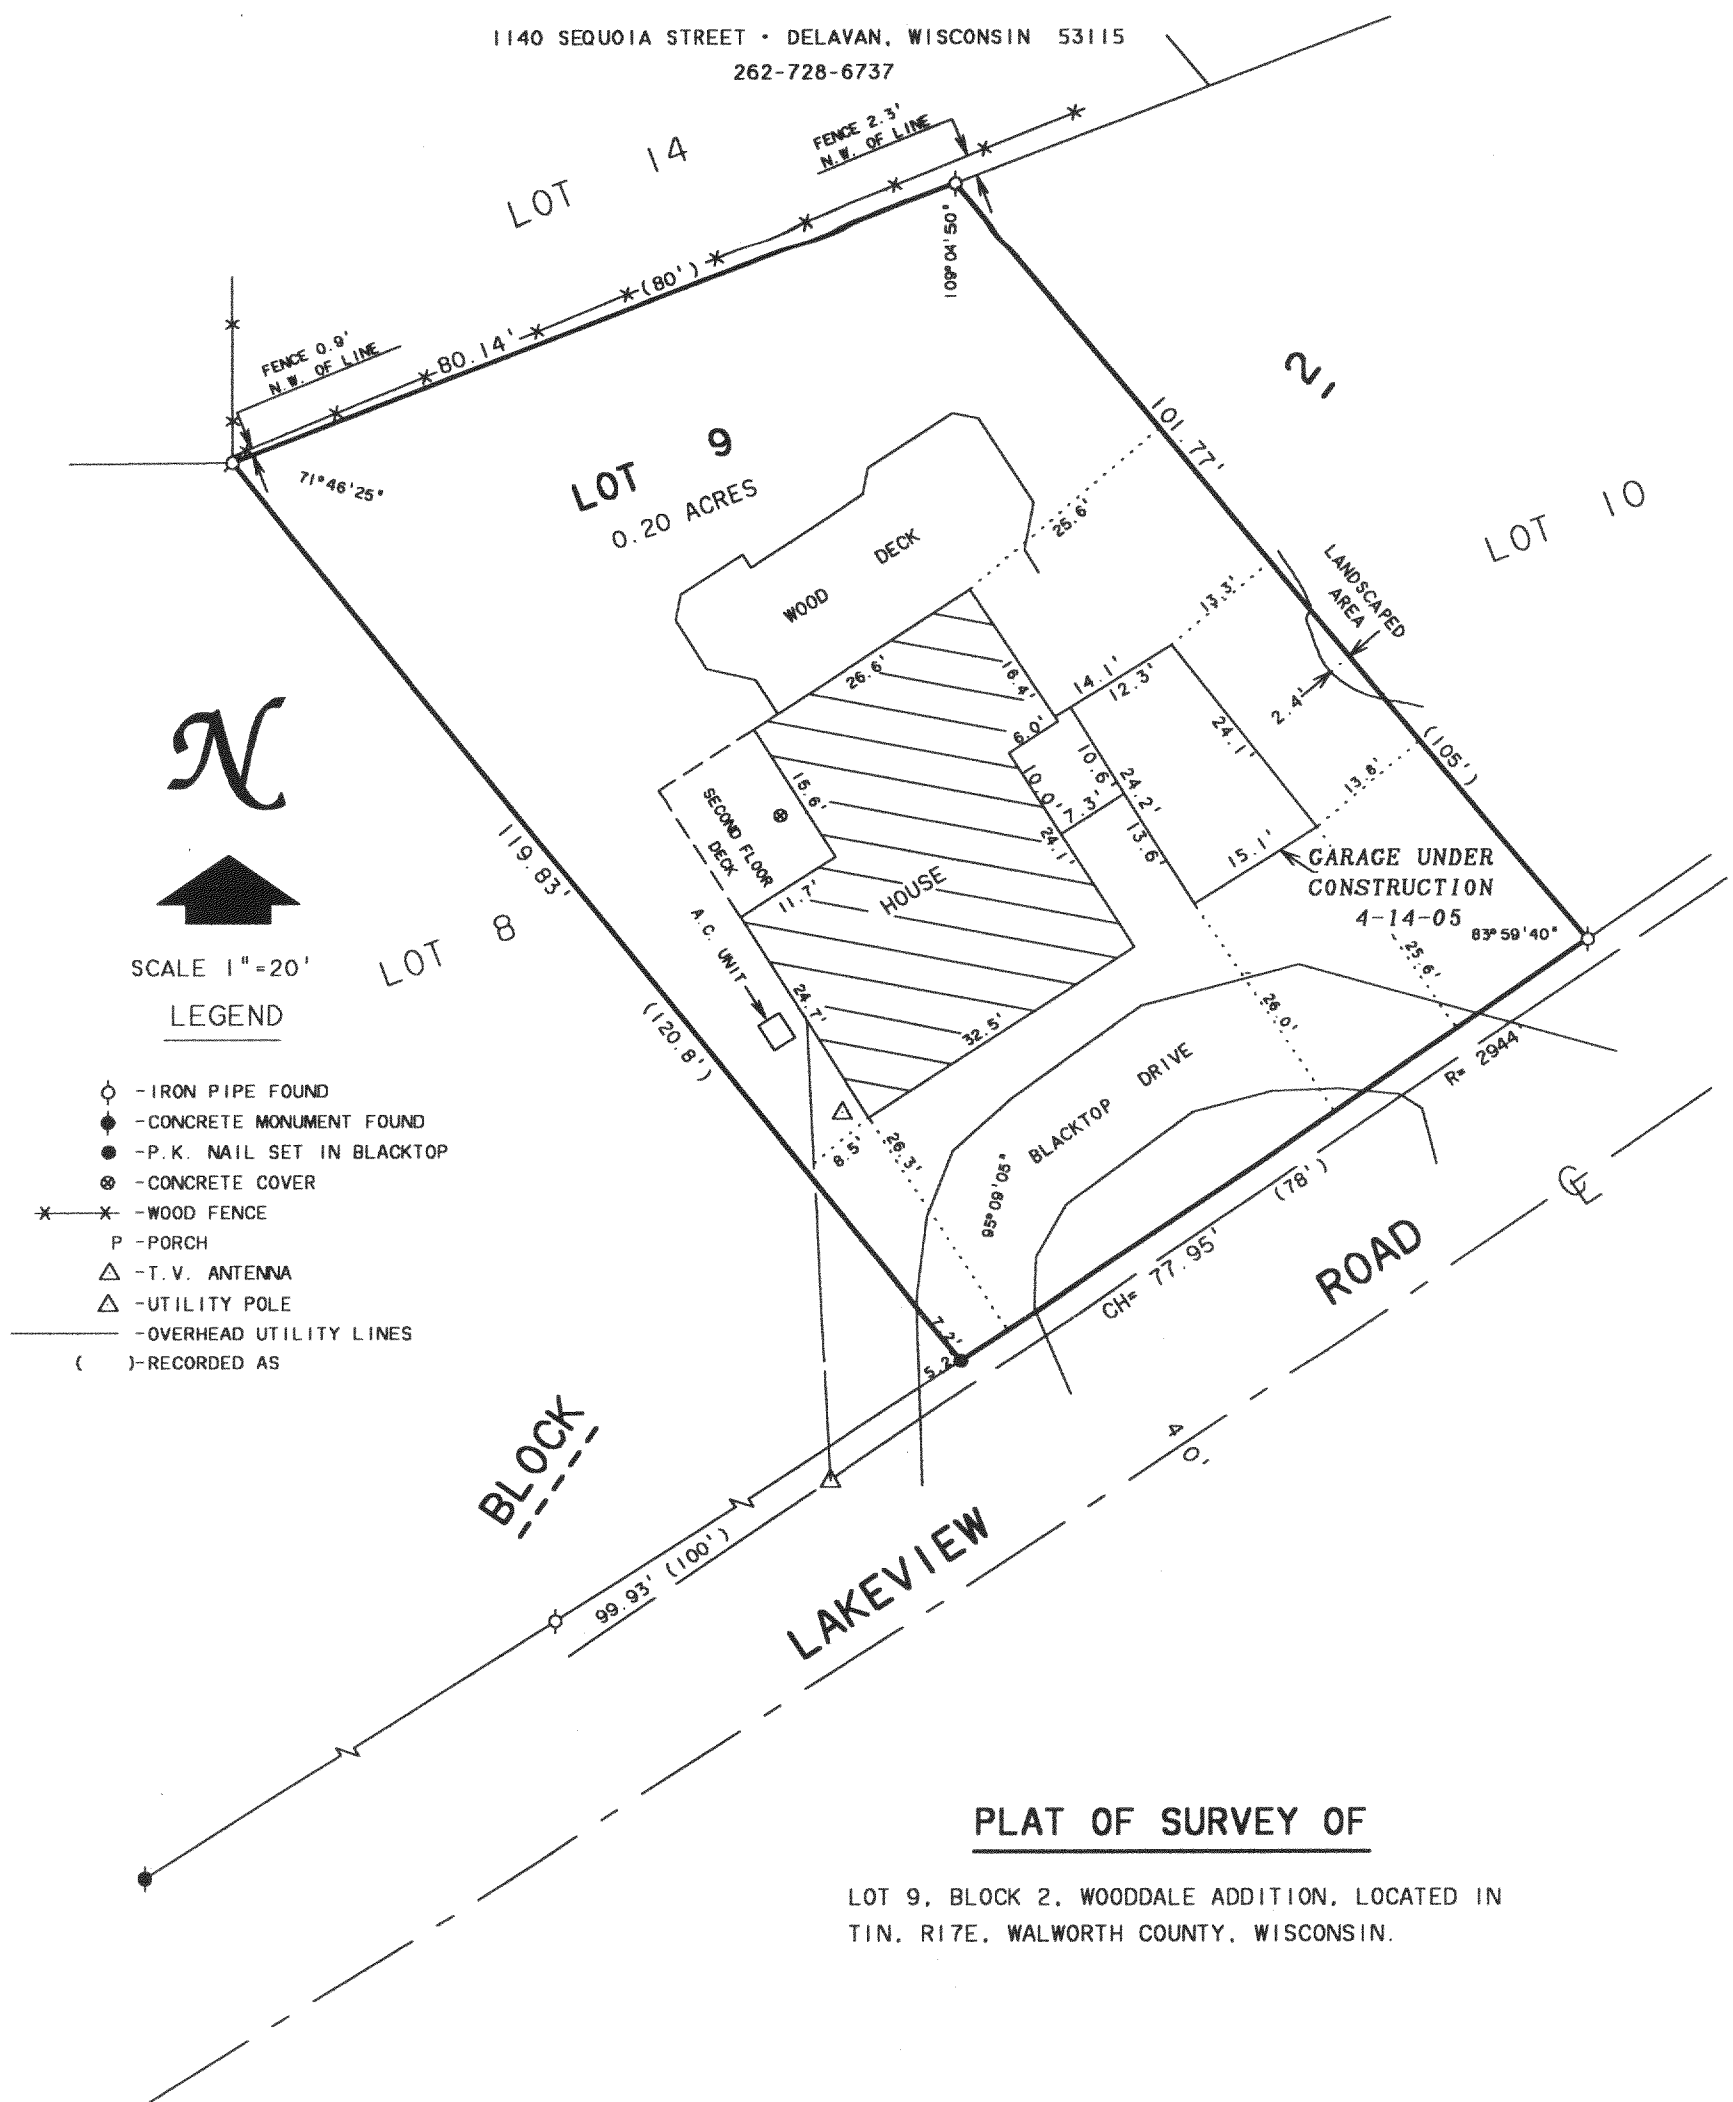 1140 SEQUOIA STREET • DELAVAN, WISCONSIN 53115
262-728-6737
LOT 14
FENCE 2.3'
N.W. OF LINE
109°04'50"
(80')
80.14'
FENCE 0.9'
N.W. OF LINE
71°46'25"
LOT 9
0.20 ACRES
2,
101.77'
LOT 10
WOOD DECK
25.6'
13.3'
LANDSCAPED
AREA
2.4'
(105')
26.6'
16.4'
14.1'
12.3'
6.0'
10.6'
24.1'
24.2'
10.0'
7.3'
13.6'
13.8'
15.1'
GARAGE UNDER
CONSTRUCTION
4-14-05
83°59'40"
15.6'
SECOND FLOOR
DECK
24.1'
HOUSE
11.7'
A.C. UNIT
24.7'
32.5'
119.83'
LOT 8
(120.8')
N
SCALE 1"=20'
LEGEND
-IRON PIPE FOUND
-CONCRETE MONUMENT FOUND
-P.K. NAIL SET IN BLACKTOP
-CONCRETE COVER
-WOOD FENCE
P -PORCH
-T.V. ANTENNA
-UTILITY POLE
-OVERHEAD UTILITY LINES
( )-RECORDED AS
25.6'
26.0'
R= 2944'
BLACKTOP DRIVE
8.5'
26.3'
95°09'05"
(78')
CH= 77.95'
7.2'
5.2'
CL
LAKEVIEW ROAD
40'
BLOCK
99.93' (100')
PLAT OF SURVEY OF
LOT 9, BLOCK 2, WOODDALE ADDITION, LOCATED IN
T1N, R17E, WALWORTH COUNTY, WISCONSIN.